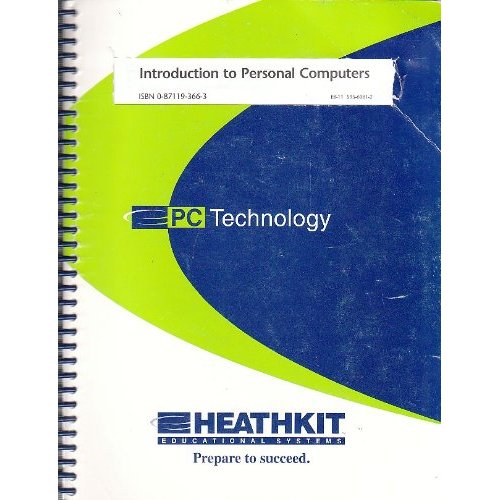 Introduction to Personal Computers
ISBN 0-87119-366-3
PC Technology
HEATHKIT
EDUCATIONAL SYSTEMS
Prepare to succeed.